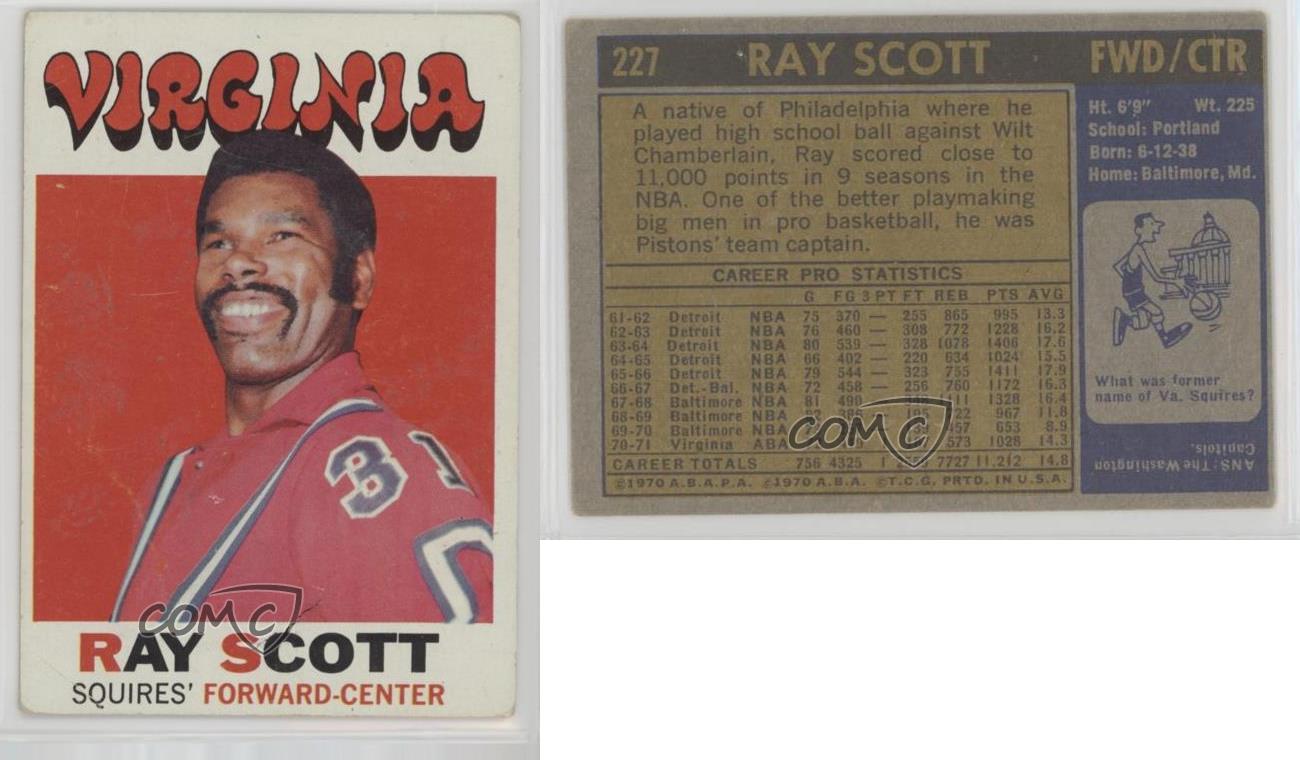 VIRGINIA
31
COMC
RAY SCOTT
SQUIRES' FORWARD-CENTER
227 RAY SCOTT FWD/CTR
A native of Philadelphia where he
played high school ball against Wilt
Chamberlain, Ray scored close to
11,000 points in 9 seasons in the
NBA. One of the better playmaking
big men in pro basketball, he was
Pistons' team captain.
Ht. 6'9" Wt. 225
School: Portland
Born: 6-12-38
Home: Baltimore, Md.
What was former
name of Va. Squires?
ANS: The Washington
Capitols.
CAREER PRO STATISTICS
G FG 3 PT FT REB PTS AVG
61-62 Detroit NBA 75 370 — 255 865 995 13.3
62-63 Detroit NBA 76 460 — 308 772 1228 16.2
63-64 Detroit NBA 80 539 — 328 1078 1406 17.6
64-65 Detroit NBA 66 402 — 220 634 1024 15.5
65-66 Detroit NBA 79 544 — 323 755 1411 17.9
66-67 Det.-Bal. NBA 72 458 — 256 760 1172 16.3
67-68 Baltimore NBA 81 490 1328 16.4
68-69 Baltimore NBA 82 386 — 195 722 967 11.8
69-70 Baltimore NBA 457 653 8.9
70-71 Virginia ABA 573 1028 14.3
CAREER TOTALS 756 4325 1 7727 11,212 14.8
©1970 A.B.A.P.A. ©1970 A.B.A. ©T.C.G. PRTD. IN U.S.A.
COMC